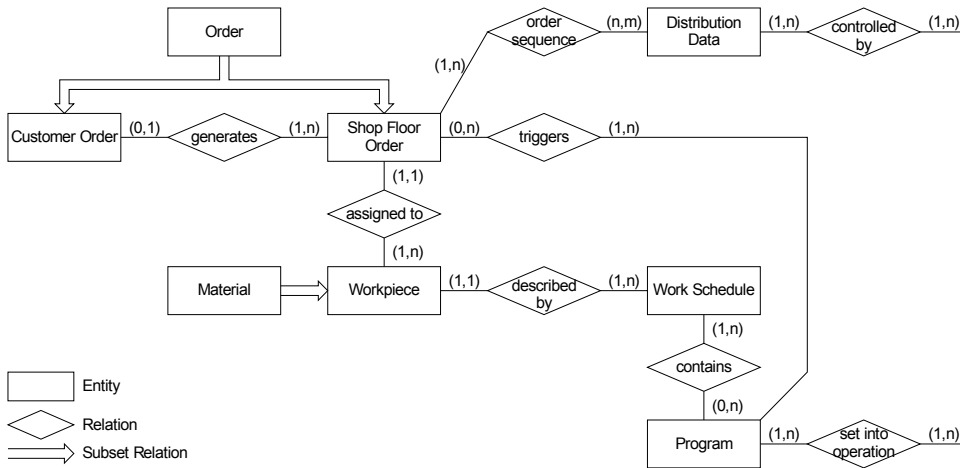 Order
order
sequence
(n,m)
Distribution
Data
(1,n)
controlled
by
(1,n)
(1,n)
Customer Order
(0,1)
generates
(1,n)
Shop Floor
Order
(0,n)
triggers
(1,n)
(1,1)
assigned to
(1,n)
Material
Workpiece
(1,1)
described
by
(1,n)
Work Schedule
(1,n)
contains
(0,n)
Program
(1,n)
set into
operation
(1,n)
Entity
Relation
Subset Relation